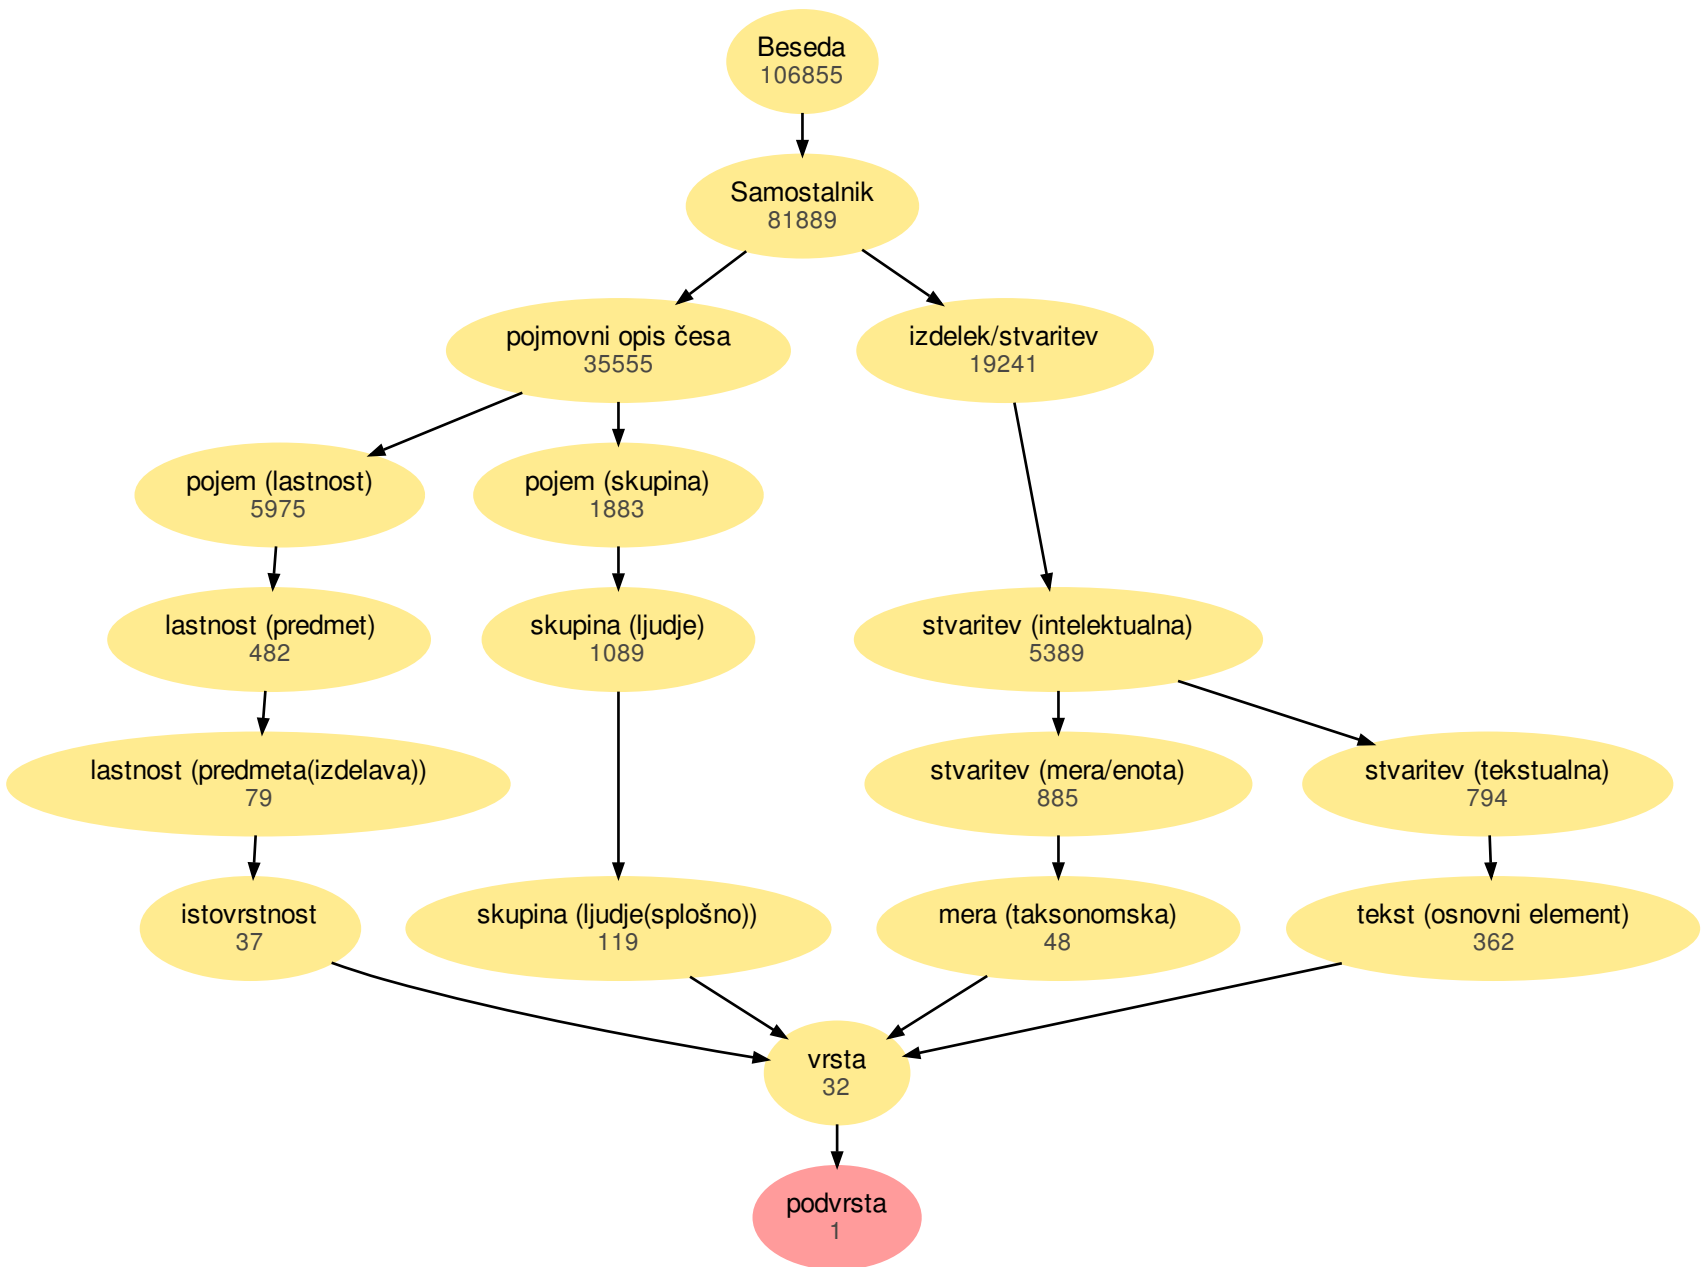 Beseda
106855
Samostalnik
81889
pojmovni opis česa
35555
izdelek/stvaritev
19241
pojem (lastnost)
5975
pojem (skupina)
1883
lastnost (predmet)
482
skupina (ljudje)
1089
stvaritev (intelektualna)
5389
lastnost (predmeta(izdelava))
79
stvaritev (mera/enota)
885
stvaritev (tekstualna)
794
istovrstnost
37
skupina (ljudje(splošno))
119
mera (taksonomska)
48
tekst (osnovni element)
362
vrsta
32
podvrsta
1